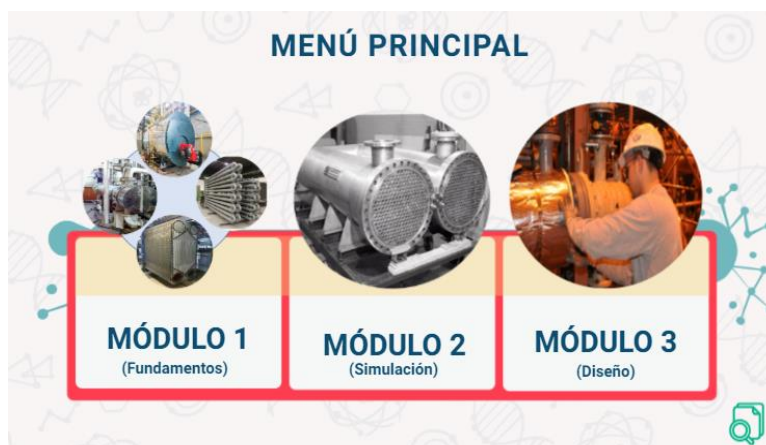 MENÚ PRINCIPAL
MÓDULO 1
(Fundamentos)
MÓDULO 2
(Simulación)
MÓDULO 3
(Diseño)